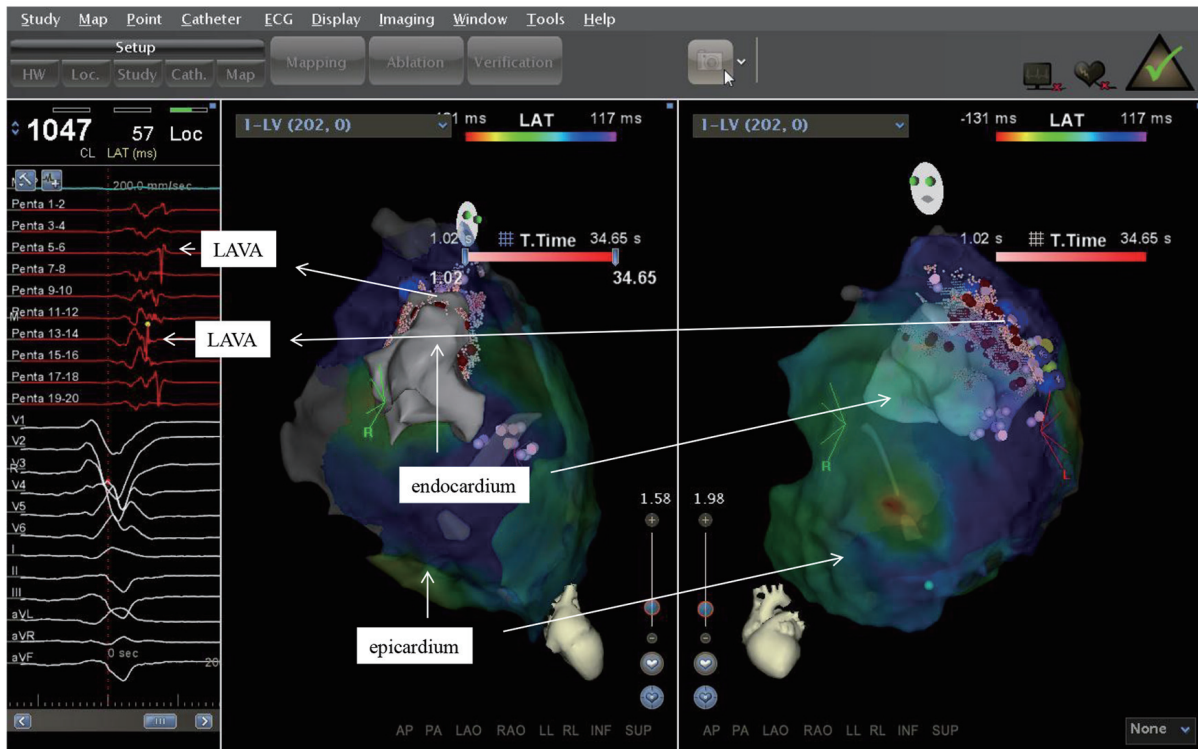 Study Map Point Catheter ECG Display Imaging Window Tools Help
Setup
HW Loc. Study Cath. Map
Mapping Ablation Verification
1047 57 Loc
CL LAT (ms)
200.0 mm/sec
Penta 1-2
Penta 3-4
Penta 5-6
Penta 7-8
Penta 9-10
Penta 11-12
M
Penta 13-14
Penta 15-16
Penta 17-18
Penta 19-20
V1
V2
V3
R
V4
V5
V6
I
II
III
aVL
aVR
aVF
0 sec
20
LAVA
LAVA
1-LV (202, 0)
ms LAT 117 ms
1.02 s T.Time 34.65 s
1.02
34.65
R
endocardium
epicardium
1.58
AP PA LAO RAO LL RL INF SUP
1-LV (202, 0)
-131 ms LAT 117 ms
1.02 s T.Time 34.65 s
R
L
1.98
AP PA LAO RAO LL RL INF SUP
None